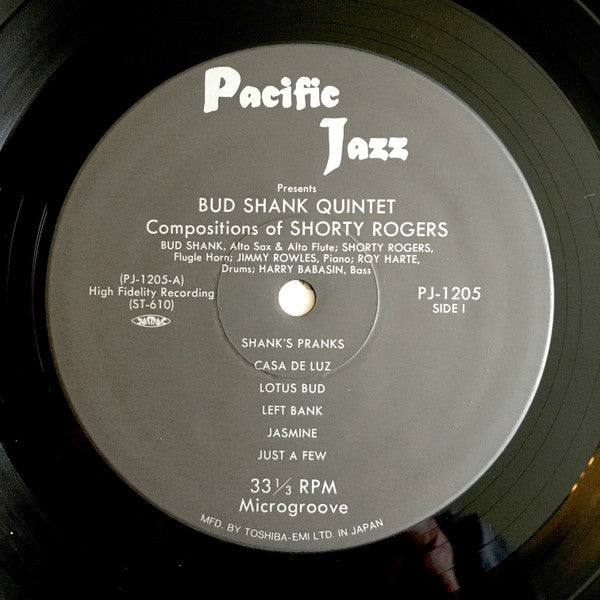 Pacific
Jazz
Presents
BUD SHANK QUINTET
Compositions of SHORTY ROGERS
BUD SHANK, Alto Sax & Alto Flute; SHORTY ROGERS,
Flugle Horn; JIMMY ROWLES, Piano; ROY HARTE,
Drums; HARRY BABASIN, Bass
(PJ-1205-A)
High Fidelity Recording
(ST-610)
JASRAC
PJ-1205
SIDE I
SHANK'S PRANKS
CASA DE LUZ
LOTUS BUD
LEFT BANK
JASMINE
JUST A FEW
33 1/3 RPM
Microgroove
MFD. BY TOSHIBA-EMI LTD. IN JAPAN